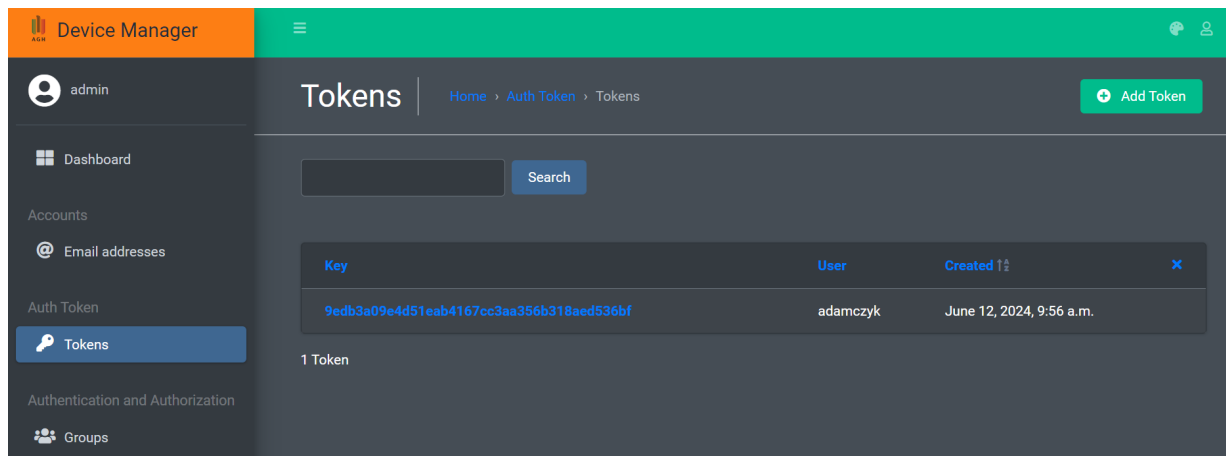 AGH Device Manager
admin
Tokens
Home › Auth Token › Tokens
Add Token
Dashboard
Search
Accounts
@ Email addresses
Key User Created
Auth Token
9edb3a09e4d51eab4167cc3aa356b318aed536bf adamczyk June 12, 2024, 9:56 a.m.
Tokens
1 Token
Authentication and Authorization
Groups